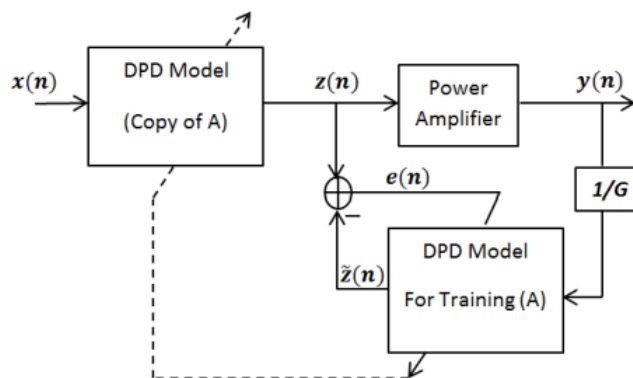 x(n)
DPD Model
(Copy of A)
z(n)
Power
Amplifier
y(n)
e(n)
1/G
−
z̃(n)
DPD Model
For Training (A)